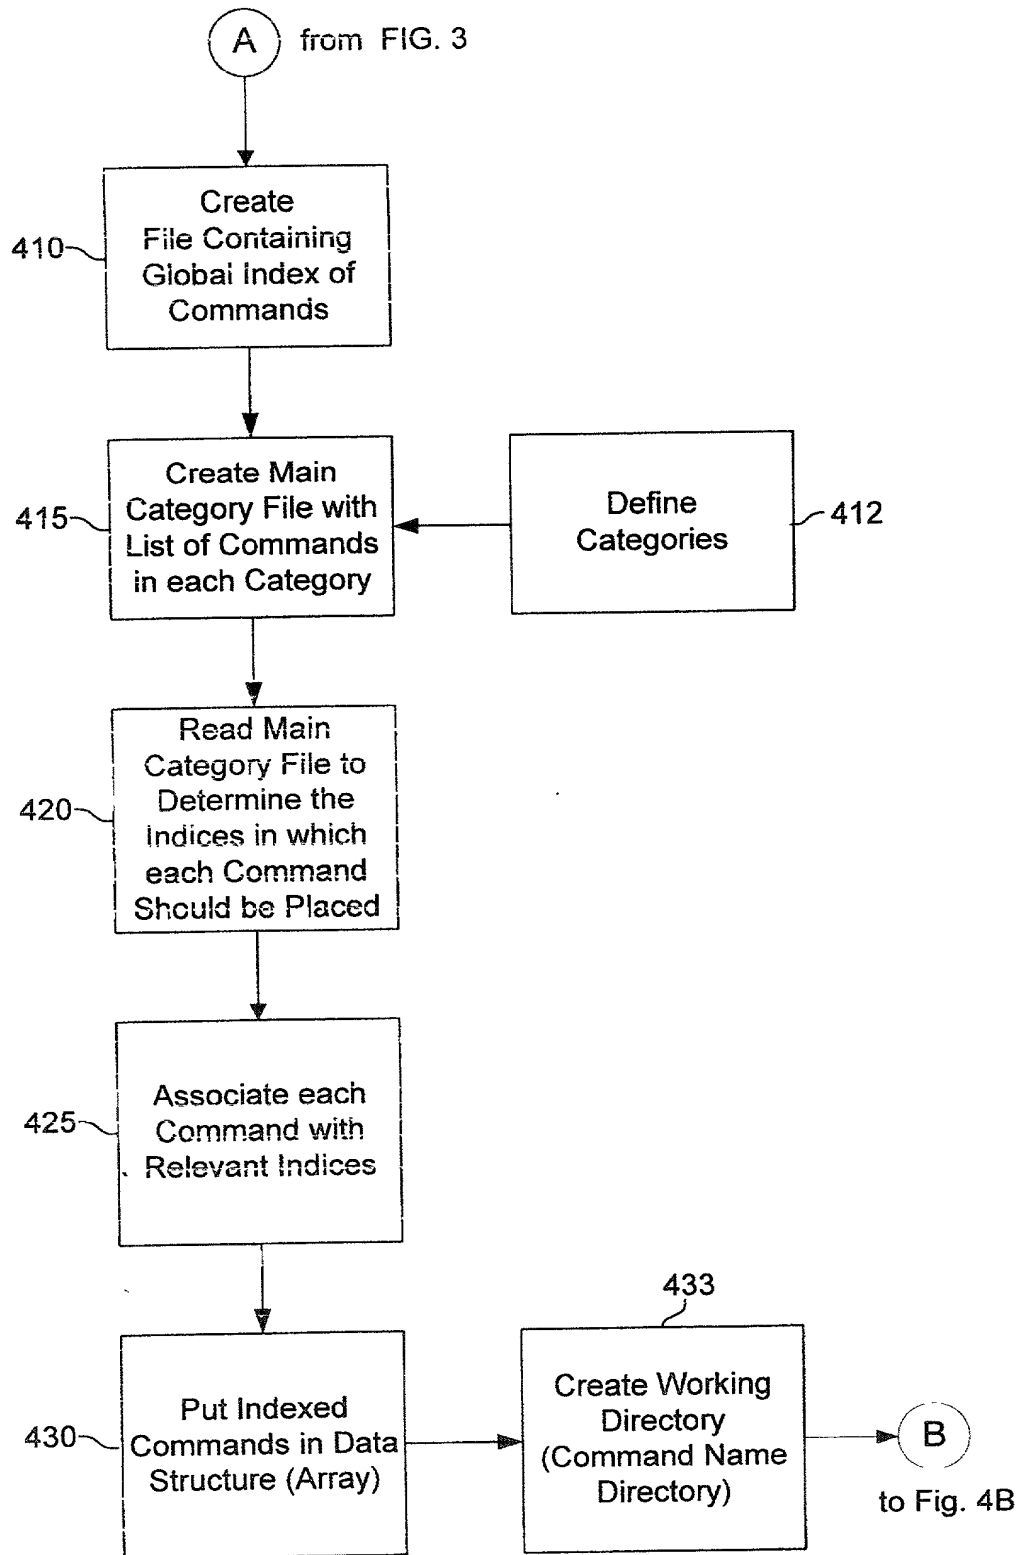 A
from FIG. 3
Create
File Containing
Global Index of
Commands
410
Create Main
Category File with
List of Commands
in each Category
415
Define
Categories
412
Read Main
Category File to
Determine the
Indices in which
each Command
Should be Placed
420
Associate each
Command with
Relevant Indices
425
433
Put Indexed
Commands in Data
Structure (Array)
430
Create Working
Directory
(Command Name
Directory)
B
to Fig. 4B